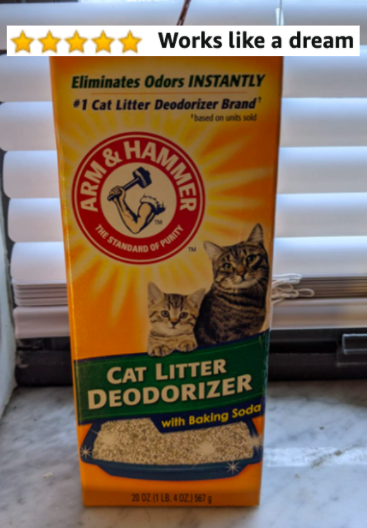 Works like a dream
Eliminates Odors INSTANTLY
#1 Cat Litter Deodorizer Brand†
†based on units sold
ARM & HAMMER
THE STANDARD OF PURITY
TM
TM
CAT LITTER
DEODORIZER
with Baking Soda
20 OZ (1 LB, 4 OZ) 567 g